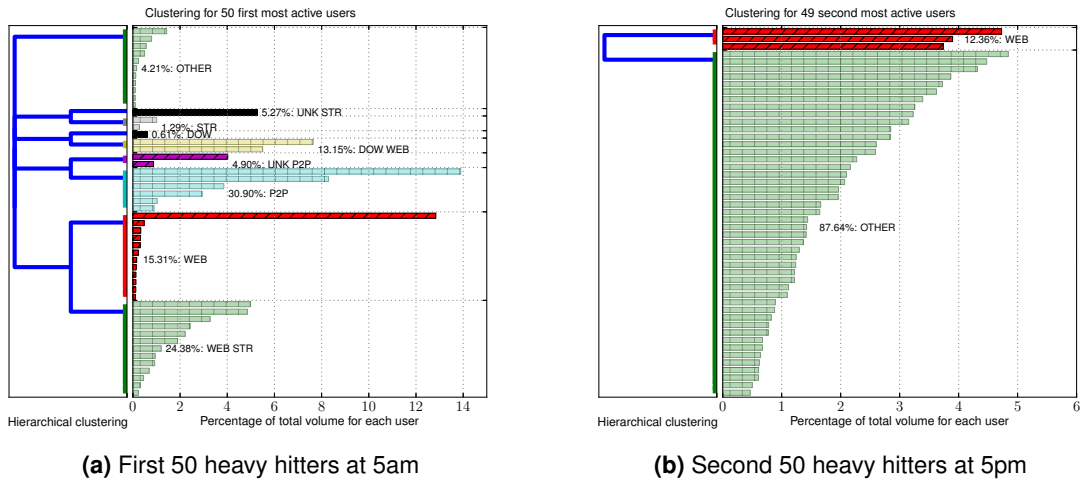 Clustering for 50 first most active users
4.21%: OTHER
5.27%: UNK STR
1.29%: STR
0.61%: DOW
13.15%: DOW WEB
4.90%: UNK P2P
30.90%: P2P
15.31%: WEB
24.38%: WEB STR
0 2 4 6 8 10 12 14
Hierarchical clustering
Percentage of total volume for each user
(a) First 50 heavy hitters at 5am
Clustering for 49 second most active users
12.36%: WEB
87.64%: OTHER
0 1 2 3 4 5 6
Hierarchical clustering
Percentage of total volume for each user
(b) Second 50 heavy hitters at 5pm